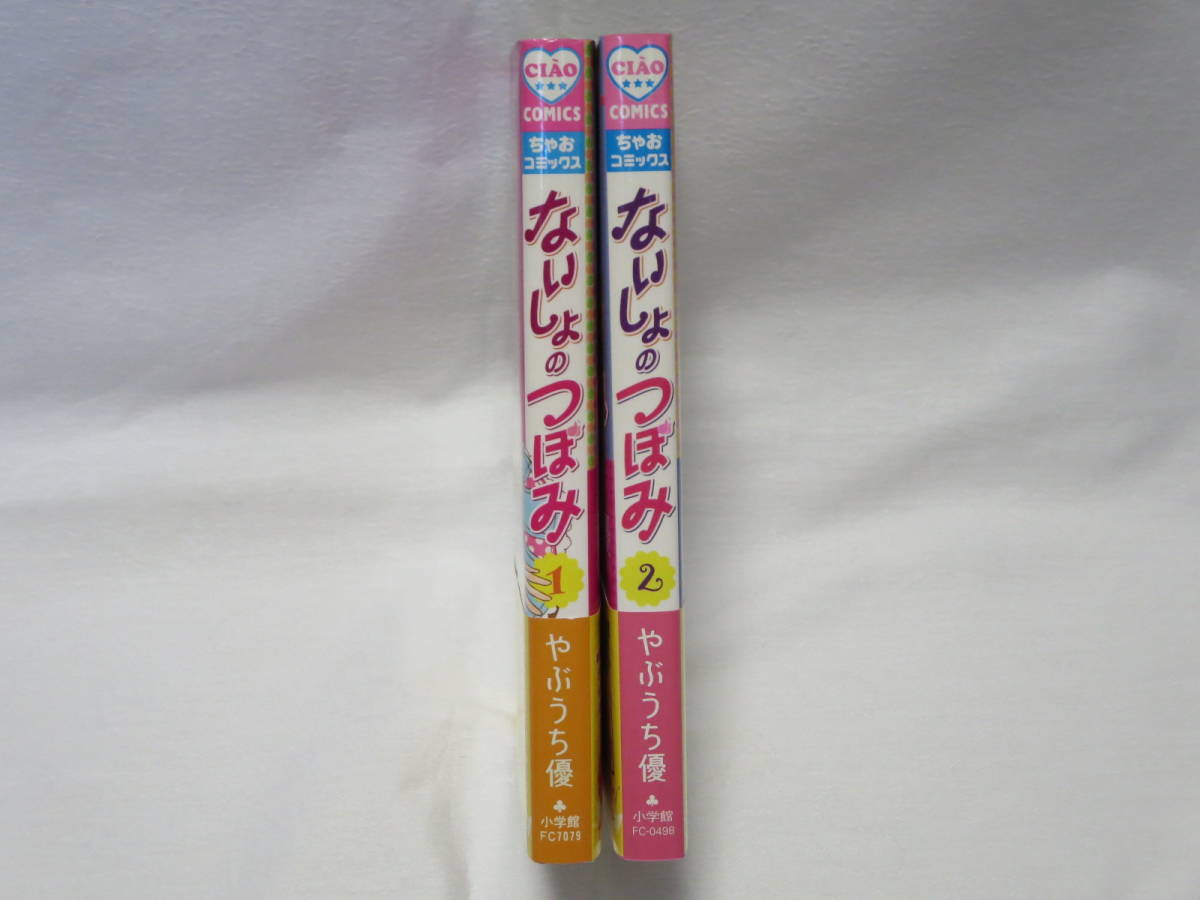 CIÀO
COMICS
ちゃお
コミックス
ないしょの
つぼみ
1
やぶうち優
小学館
FC7079
CIÀO
COMICS
ちゃお
コミックス
ないしょの
つぼみ
2
やぶうち優
小学館
FC-0498